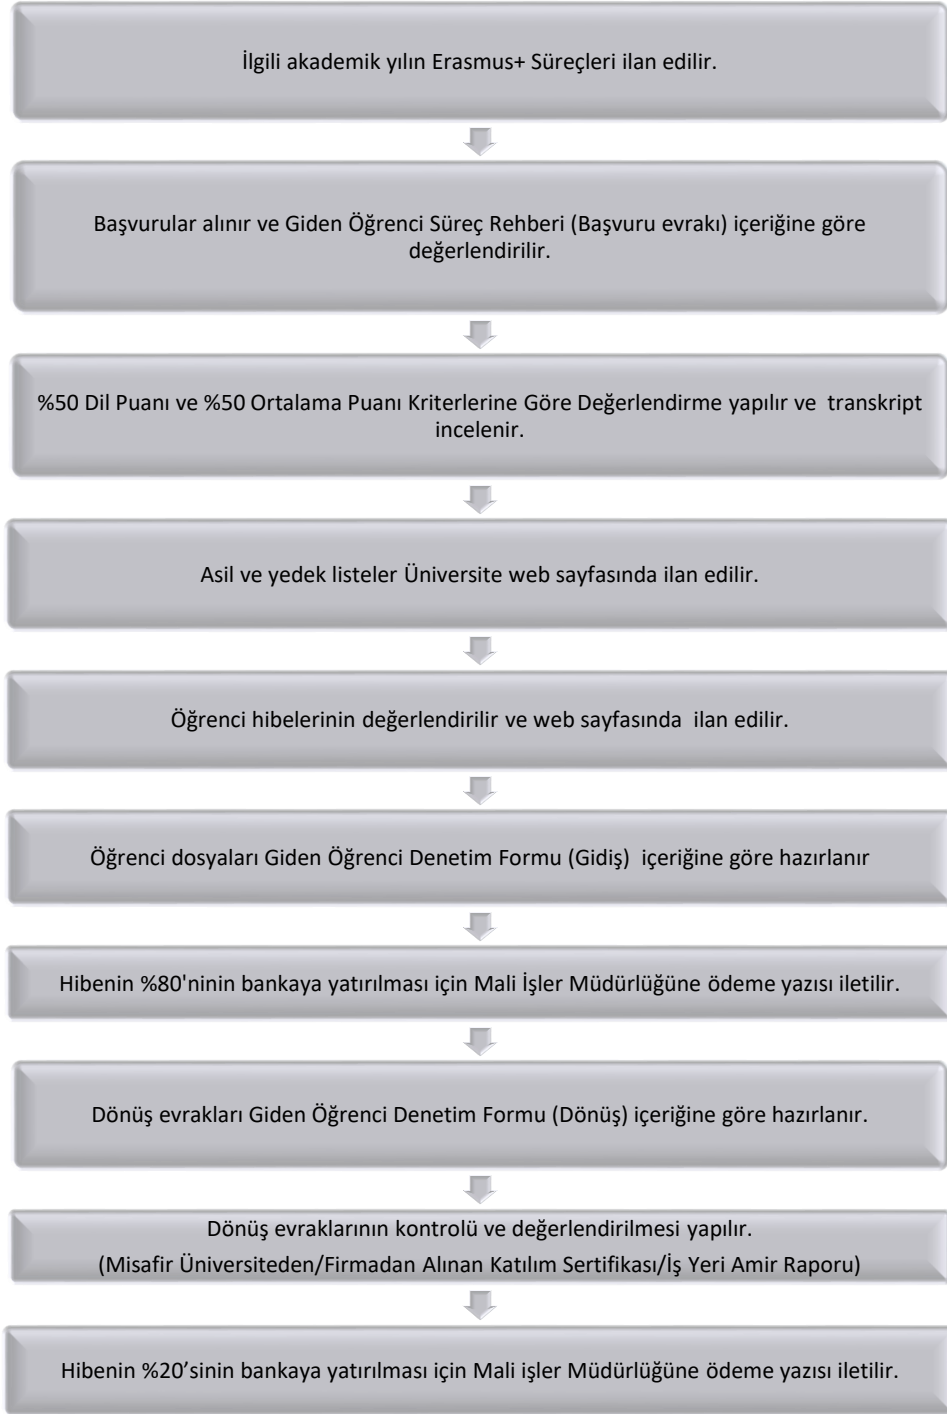 İlgili akademik yılın Erasmus+ Süreçleri ilan edilir.
Başvurular alınır ve Giden Öğrenci Süreç Rehberi (Başvuru evrakı) içeriğine göre
değerlendirilir.
%50 Dil Puanı ve %50 Ortalama Puanı Kriterlerine Göre Değerlendirme yapılır ve  transkript
incelenir.
Asil ve yedek listeler Üniversite web sayfasında ilan edilir.
Öğrenci hibelerinin değerlendirilir ve web sayfasında  ilan edilir.
Öğrenci dosyaları Giden Öğrenci Denetim Formu (Gidiş)  içeriğine göre hazırlanır
Hibenin %80'ninin bankaya yatırılması için Mali İşler Müdürlüğüne ödeme yazısı iletilir.
Dönüş evrakları Giden Öğrenci Denetim Formu (Dönüş) içeriğine göre hazırlanır.
Dönüş evraklarının kontrolü ve değerlendirilmesi yapılır.
(Misafir Üniversiteden/Firmadan Alınan Katılım Sertifikası/İş Yeri Amir Raporu)
Hibenin %20’sinin bankaya yatırılması için Mali işler Müdürlüğüne ödeme yazısı iletilir.